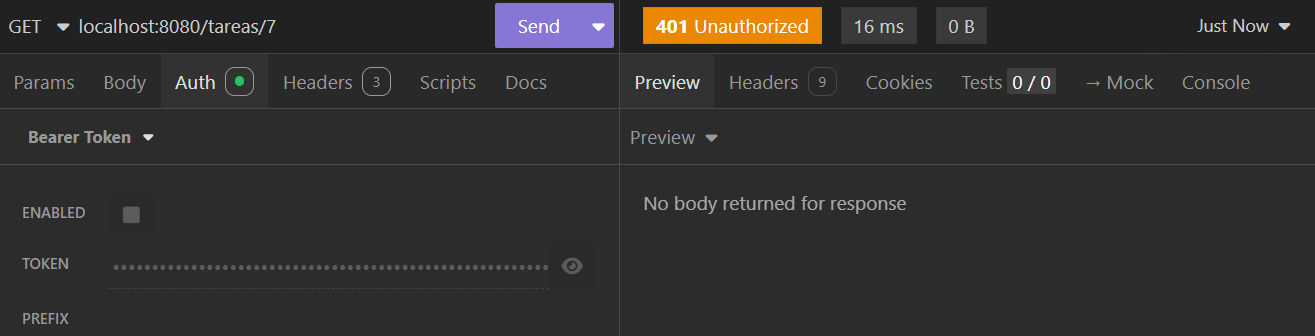 GET localhost:8080/tareas/7 Send 401 Unauthorized 16 ms 0 B Just Now
Params Body Auth Headers 3 Scripts Docs Preview Headers 9 Cookies Tests 0 / 0 → Mock Console
Bearer Token Preview
ENABLED No body returned for response
TOKEN ••••••••••••••••••••••••••••••••••••••••••••••••••••••
PREFIX